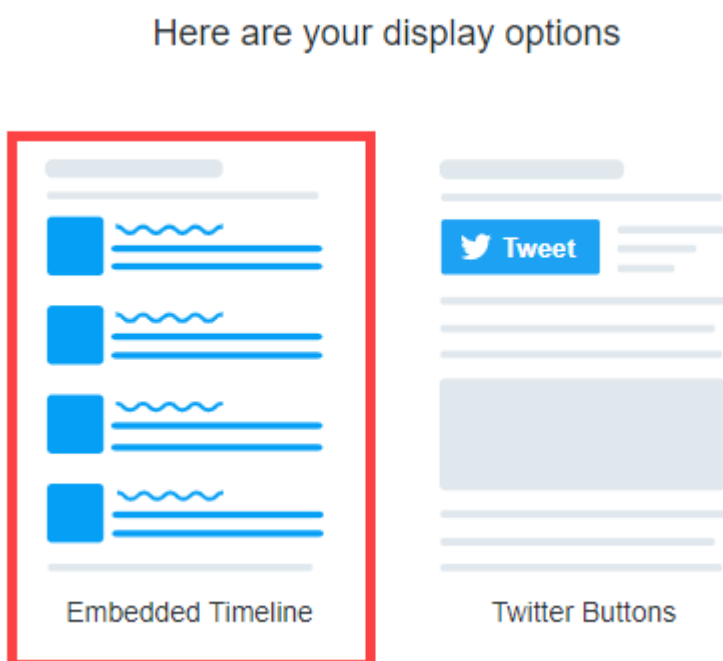 Here are your display options
Tweet
Embedded Timeline
Twitter Buttons